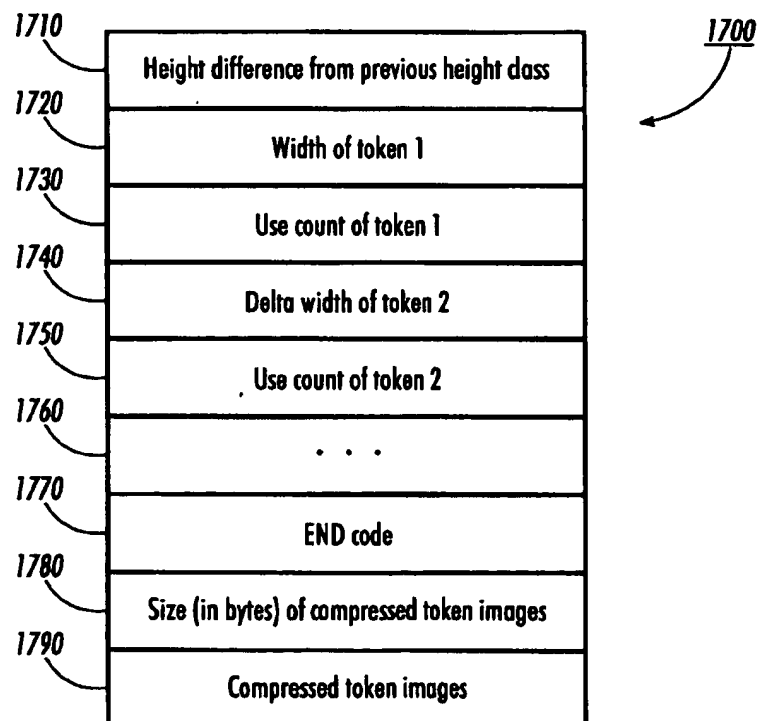 1710
1700
Height difference from previous height class
1720
Width of token 1
1730
Use count of token 1
1740
Delta width of token 2
1750
Use count of token 2
1760
. . .
1770
END code
1780
Size (in bytes) of compressed token images
1790
Compressed token images